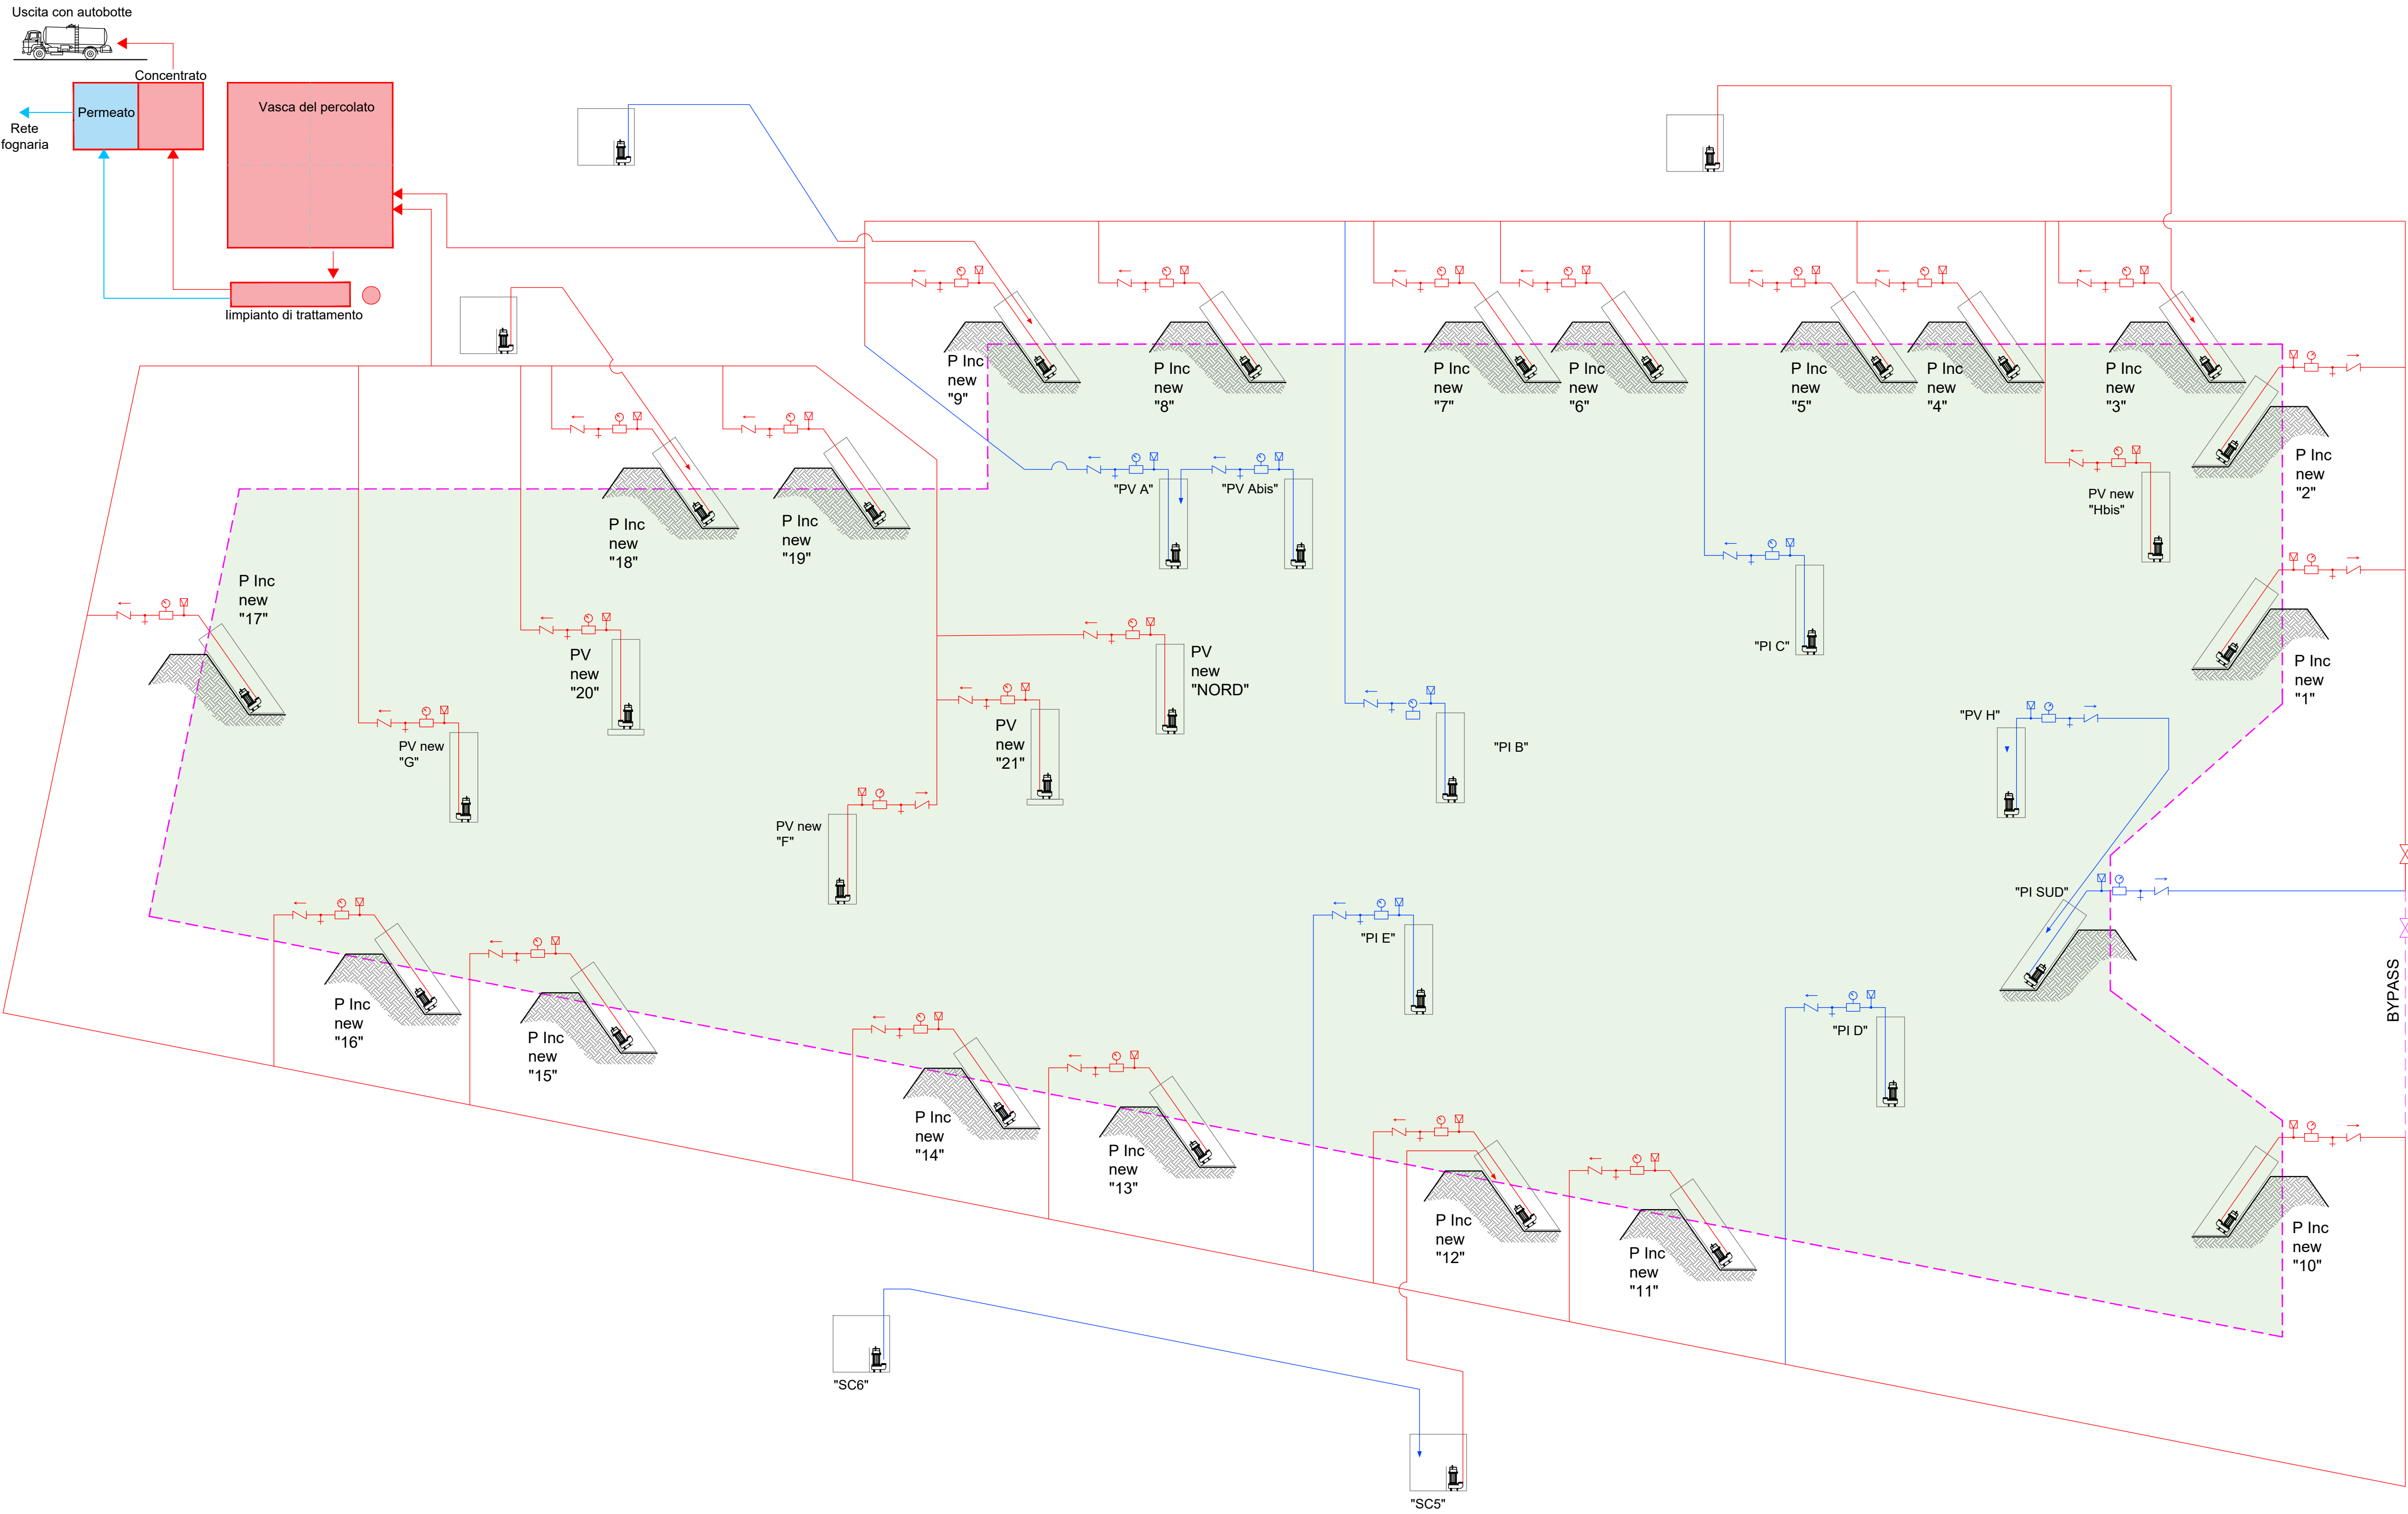 Uscita con autobotte
Concentrato
Permeato
Vasca del percolato
Rete
fognaria
Iimpianto di trattamento
P Inc
new
"9"
P Inc
new
"8"
P Inc
new
"7"
P Inc
new
"6"
P Inc
new
"5"
P Inc
new
"4"
P Inc
new
"3"
P Inc
new
"2"
"PV A"
"PV Abis"
PV new
"Hbis"
P Inc
new
"18"
P Inc
new
"19"
P Inc
new
"17"
PV
new
"20"
PV
new
"NORD"
"PI C"
P Inc
new
"1"
PV new
"G"
PV
new
"21"
"PI B"
"PV H"
PV new
"F"
"PI SUD"
"PI E"
BYPASS
P Inc
new
"16"
P Inc
new
"15"
"PI D"
P Inc
new
"14"
P Inc
new
"13"
P Inc
new
"12"
P Inc
new
"11"
P Inc
new
"10"
"SC6"
"SC5"